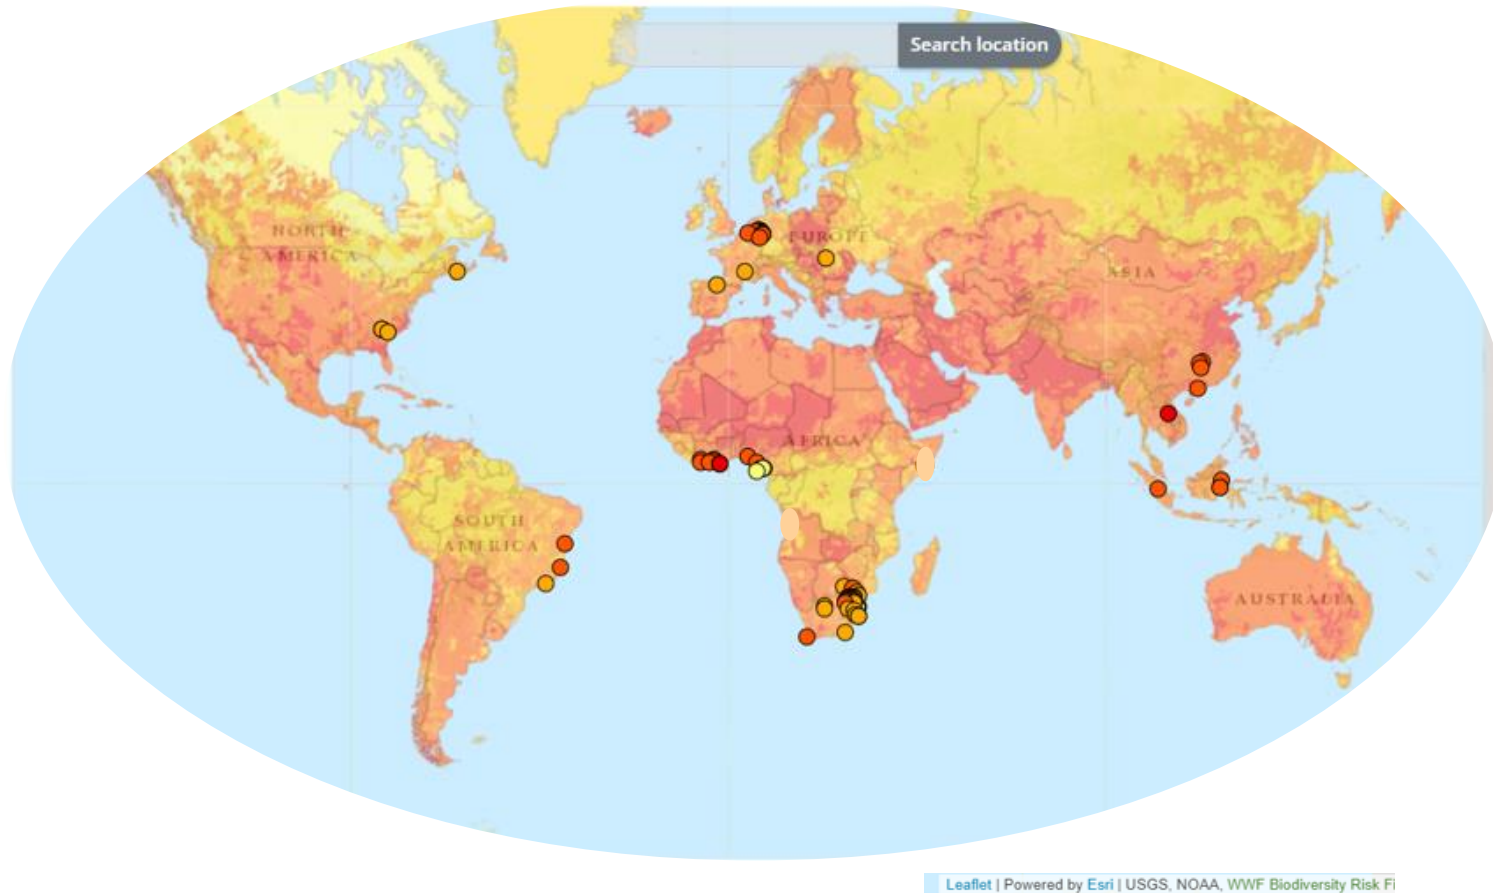 Search location
NORTH
AMERICA
EUROPE
ASIA
AFRICA
SOUTH
AMERICA
AUSTRALIA
Leaflet | Powered by Esri | USGS, NOAA, WWF Biodiversity Risk Fi